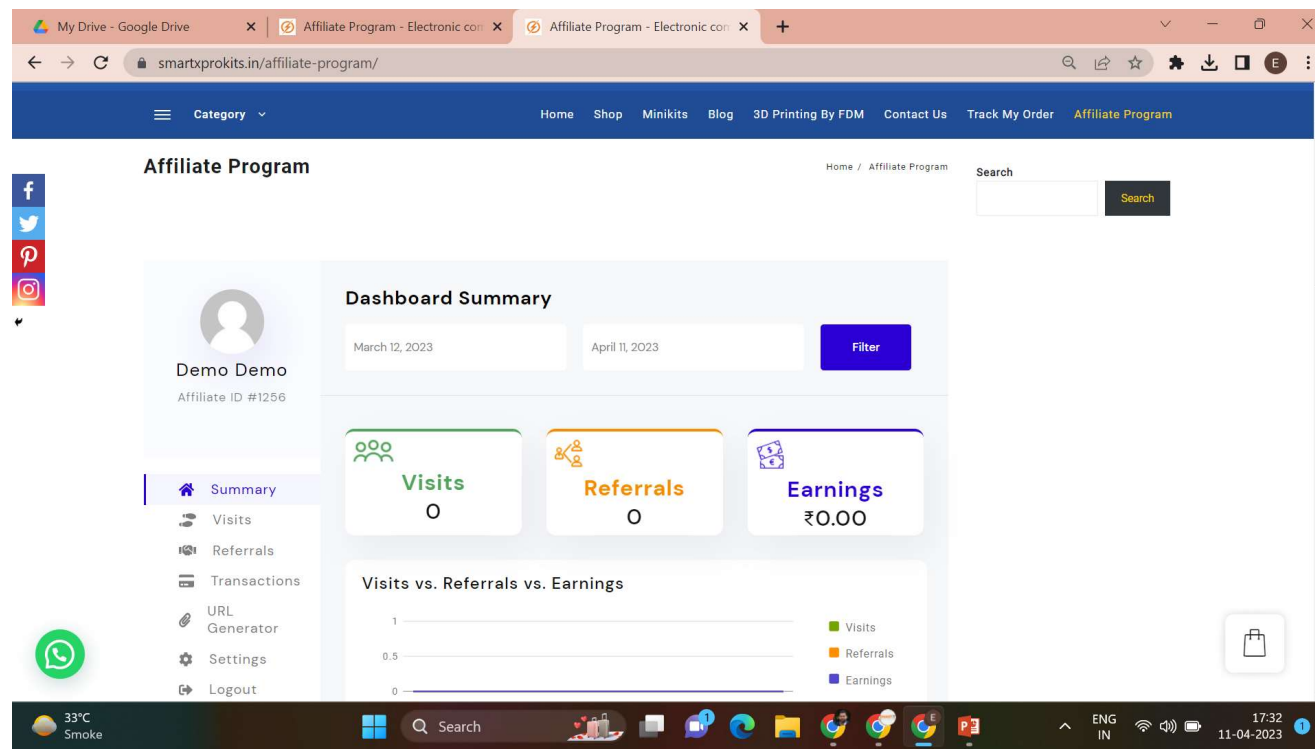 My Drive - Google Drive
Affiliate Program - Electronic con
Affiliate Program - Electronic con
smartxprokits.in/affiliate-program/
E
Category
Home Shop Minikits Blog 3D Printing By FDM Contact Us Track My Order Affiliate Program
Affiliate Program
Home / Affiliate Program
Search
Search
Dashboard Summary
March 12, 2023
April 11, 2023
Filter
Demo Demo
Affiliate ID #1256
Visits
0
Referrals
0
Earnings
₹0.00
Summary
Visits
Referrals
Transactions
URL
Generator
Settings
Logout
Visits vs. Referrals vs. Earnings
1
0.5
0
Visits
Referrals
Earnings
33°C
Smoke
Search
ENG
IN
17:32
11-04-2023
1